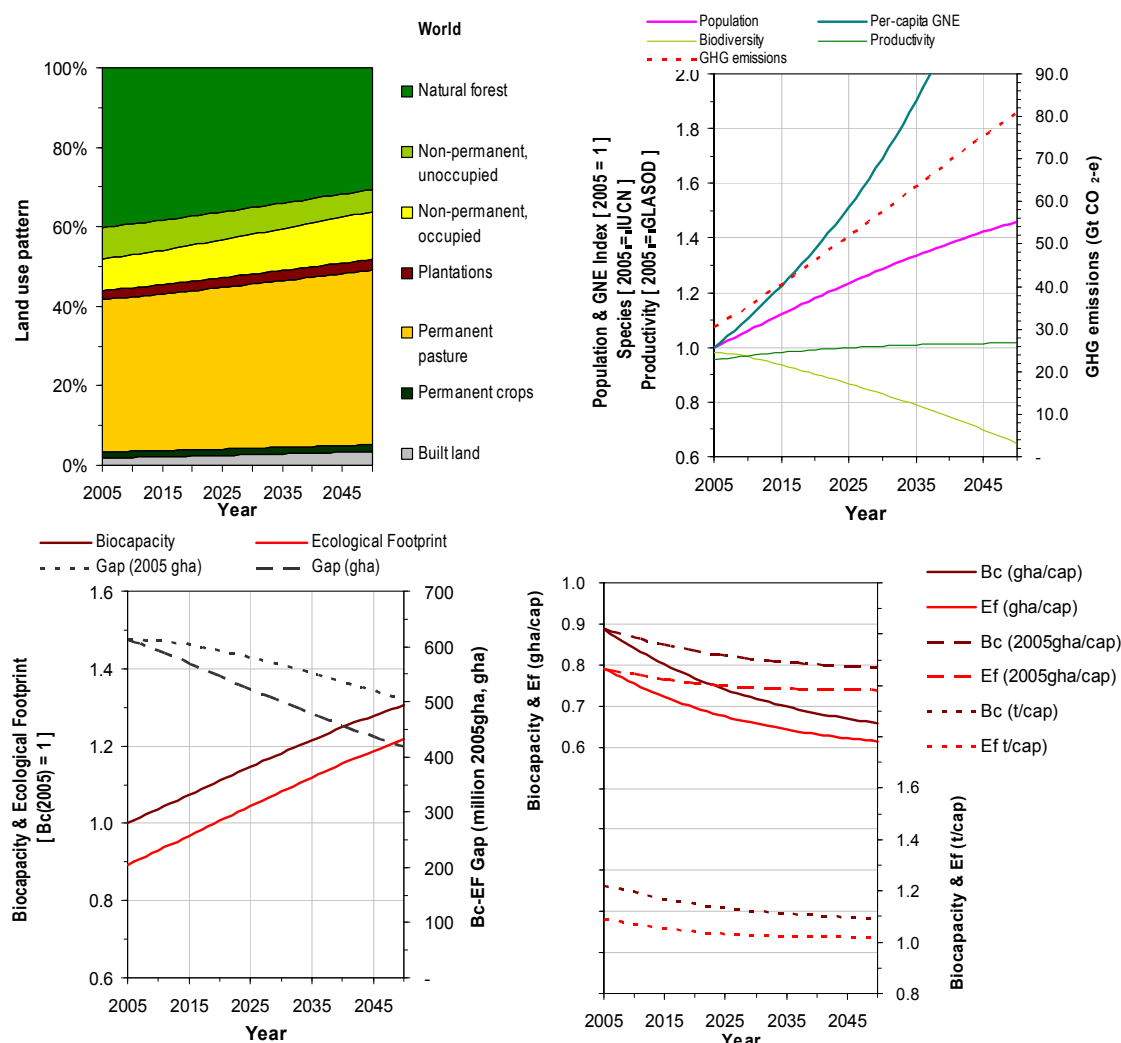 World
100%
80%
60%
40%
20%
0%
Land use pattern
2005
2015
2025
2035
2045
Year
Natural forest
Non-permanent,
unoccupied
Non-permanent,
occupied
Plantations
Permanent
pasture
Permanent crops
Built land
Population
Per-capita GNE
Biodiversity
Productivity
GHG emissions
2.0
1.8
1.6
1.4
1.2
1.0
0.8
0.6
Population & GNE Index [ 2005 = 1 ]
Species [ 2005 = IUCN ]
Productivity [ 2005 = GLASOD ]
90.0
80.0
70.0
60.0
50.0
40.0
30.0
20.0
10.0
-
GHG emissions (Gt CO 2-e)
2005
2015
2025
2035
2045
Year
Biocapacity
Ecological Footprint
Gap (2005 gha)
Gap (gha)
1.6
1.4
1.2
1.0
0.8
0.6
Biocapacity & Ecological Footprint
[ Bc(2005) = 1 ]
700
600
500
400
300
200
100
-
Bc-EF Gap (million 2005gha, gha)
2005
2015
2025
2035
2045
Year
1.0
0.9
0.8
0.7
0.6
Biocapacity & Ef (gha/cap)
1.6
1.4
1.2
1.0
0.8
Biocapacity & Ef (t/cap)
2005
2015
2025
2035
2045
Year
Bc (gha/cap)
Ef (gha/cap)
Bc (2005gha/cap)
Ef (2005gha/cap)
Bc (t/cap)
Ef t/cap)